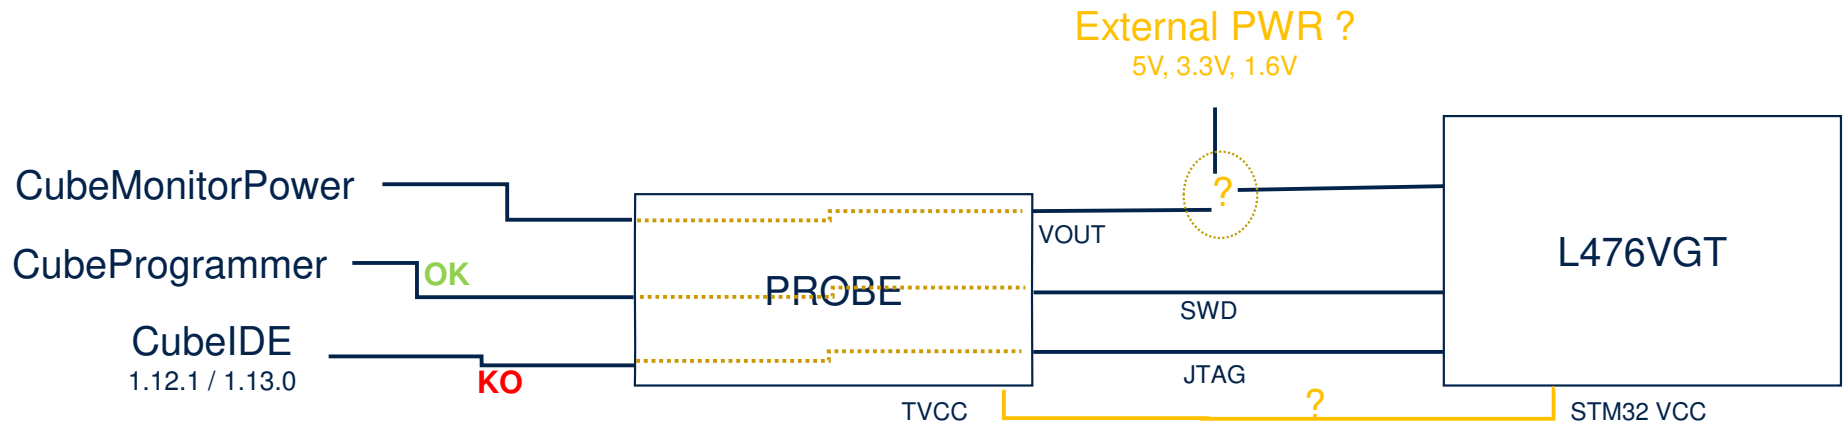 External PWR ?
5V, 3.3V, 1.6V
CubeMonitorPower
?
VOUT
CubeProgrammer
OK
PROBE
L476VGT
SWD
CubeIDE
1.12.1 / 1.13.0
KO
JTAG
TVCC
?
STM32 VCC